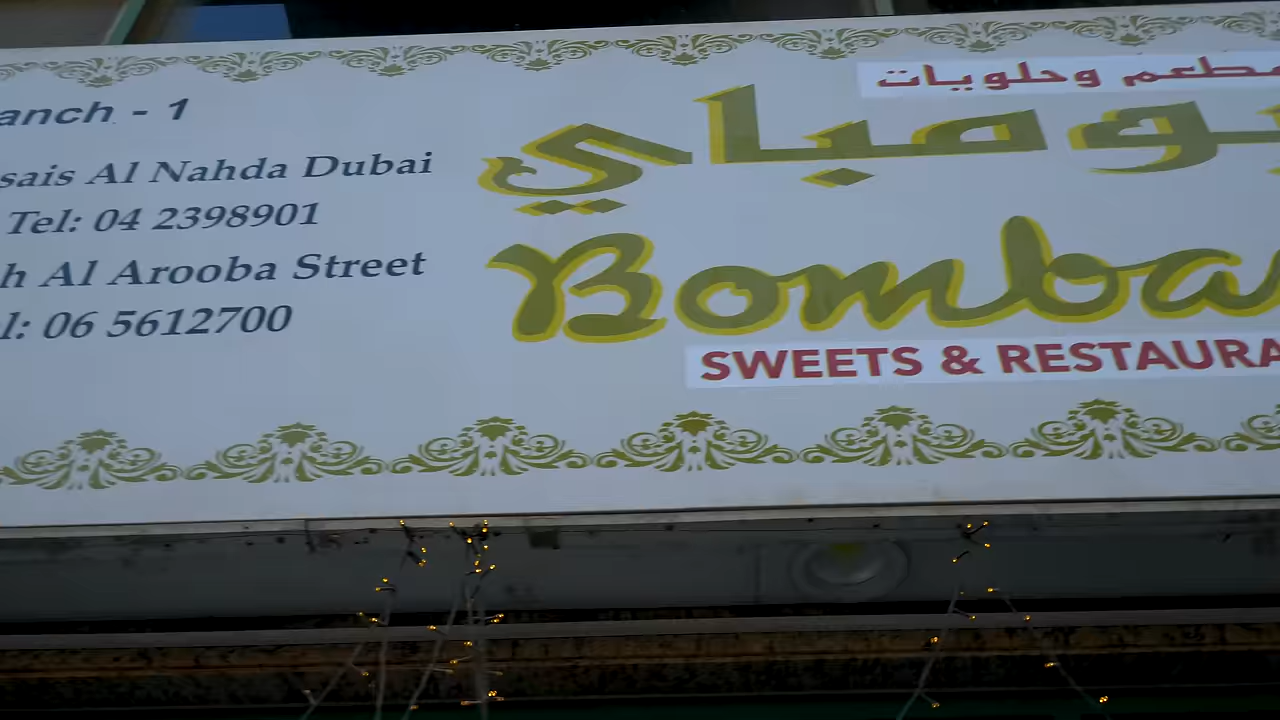 anch - 1
sais Al Nahda Dubai
Tel: 04 2398901
h Al Arooba Street
l: 06 5612700
مطعم وحلويات
بومباي
Bomba
SWEETS & RESTAURA